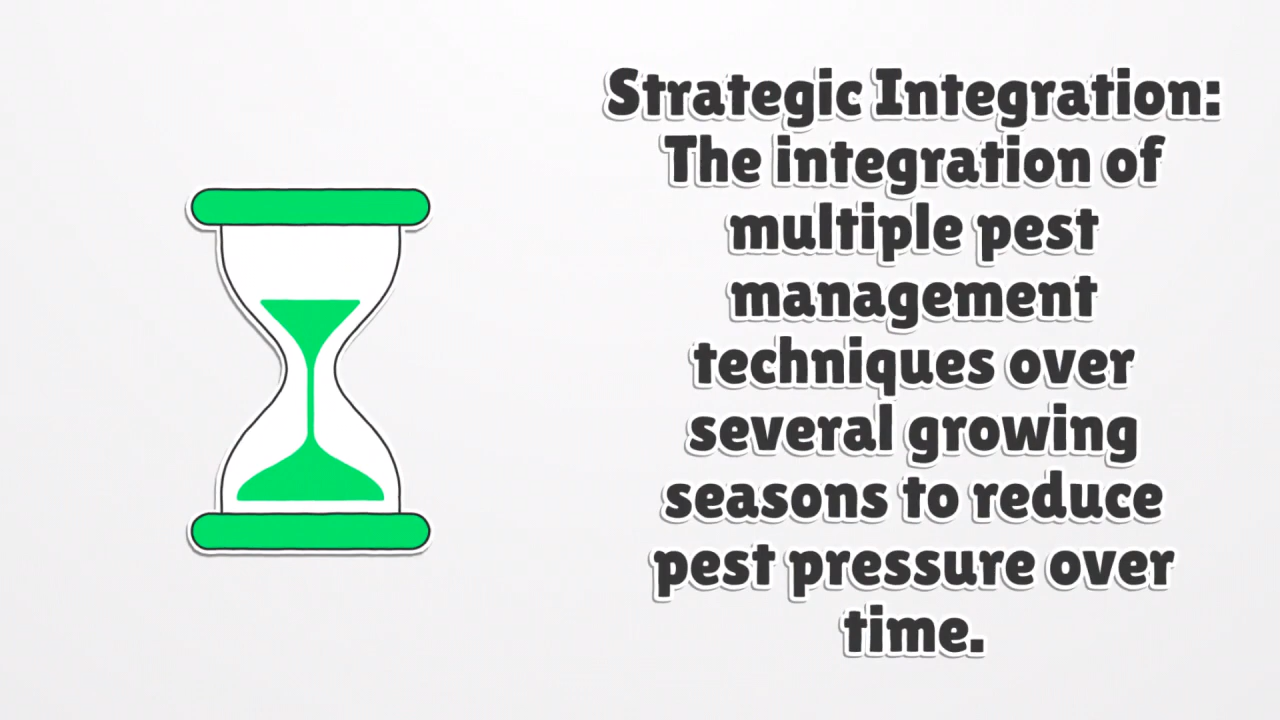 Strategic Integration:
The integration of
multiple pest
management
techniques over
several growing
seasons to reduce
pest pressure over
time.